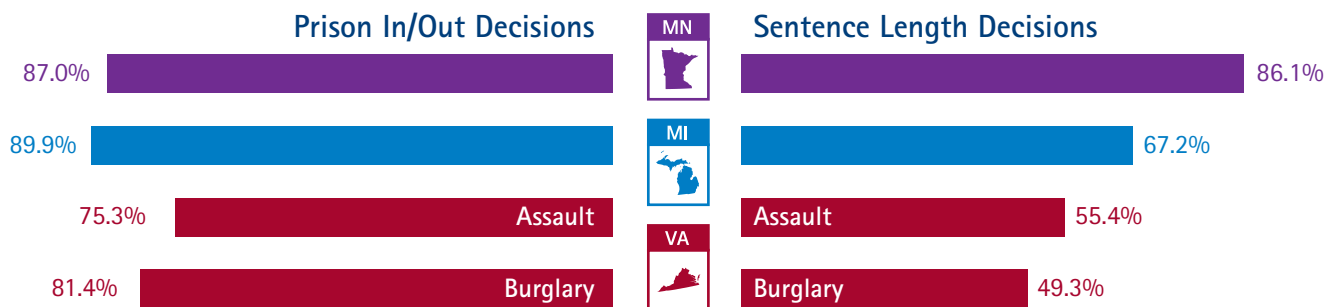 Prison In/Out Decisions
MN
Sentence Length Decisions
87.0%
86.1%
89.9%
MI
67.2%
75.3%
Assault
Assault
55.4%
VA
81.4%
Burglary
Burglary
49.3%